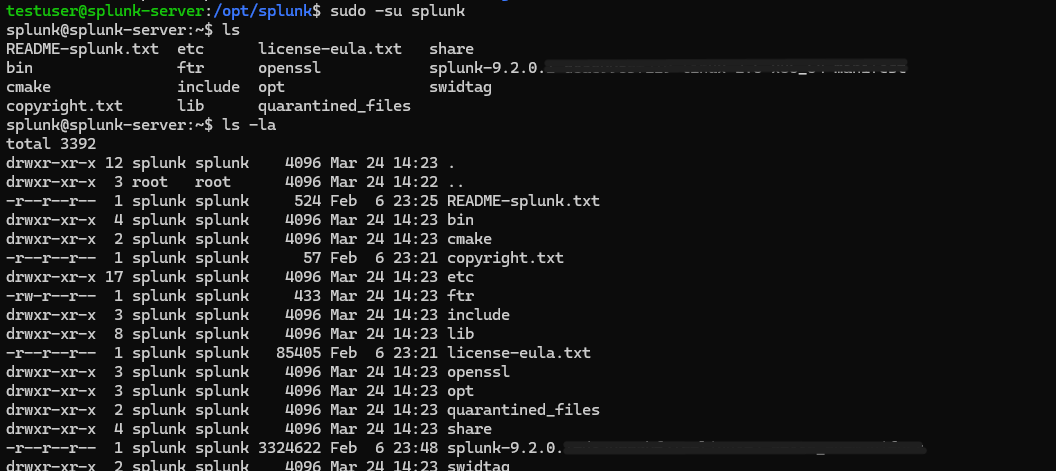 testuser@splunk-server:/opt/splunk$ sudo -su splunk
splunk@splunk-server:~$ ls
README-splunk.txt  etc      license-eula.txt   share
bin                ftr      openssl            splunk-9.2.0.
cmake              include  opt                swidtag
copyright.txt      lib      quarantined_files
splunk@splunk-server:~$ ls -la
total 3392
drwxr-xr-x 12 splunk splunk    4096 Mar 24 14:23 .
drwxr-xr-x  3 root   root      4096 Mar 24 14:22 ..
-r--r--r--  1 splunk splunk     524 Feb  6 23:25 README-splunk.txt
drwxr-xr-x  4 splunk splunk    4096 Mar 24 14:23 bin
drwxr-xr-x  2 splunk splunk    4096 Mar 24 14:23 cmake
-r--r--r--  1 splunk splunk      57 Feb  6 23:21 copyright.txt
drwxr-xr-x 17 splunk splunk    4096 Mar 24 14:23 etc
-rw-r--r--  1 splunk splunk     433 Mar 24 14:23 ftr
drwxr-xr-x  3 splunk splunk    4096 Mar 24 14:23 include
drwxr-xr-x  8 splunk splunk    4096 Mar 24 14:23 lib
-r--r--r--  1 splunk splunk   85405 Feb  6 23:21 license-eula.txt
drwxr-xr-x  3 splunk splunk    4096 Mar 24 14:23 openssl
drwxr-xr-x  3 splunk splunk    4096 Mar 24 14:23 opt
drwxr-xr-x  2 splunk splunk    4096 Mar 24 14:23 quarantined_files
drwxr-xr-x  4 splunk splunk    4096 Mar 24 14:23 share
-r--r--r--  1 splunk splunk 3324622 Feb  6 23:48 splunk-9.2.0.
drwxr-xr-x  2 splunk splunk    4096 Mar 24 14:23 swidtag